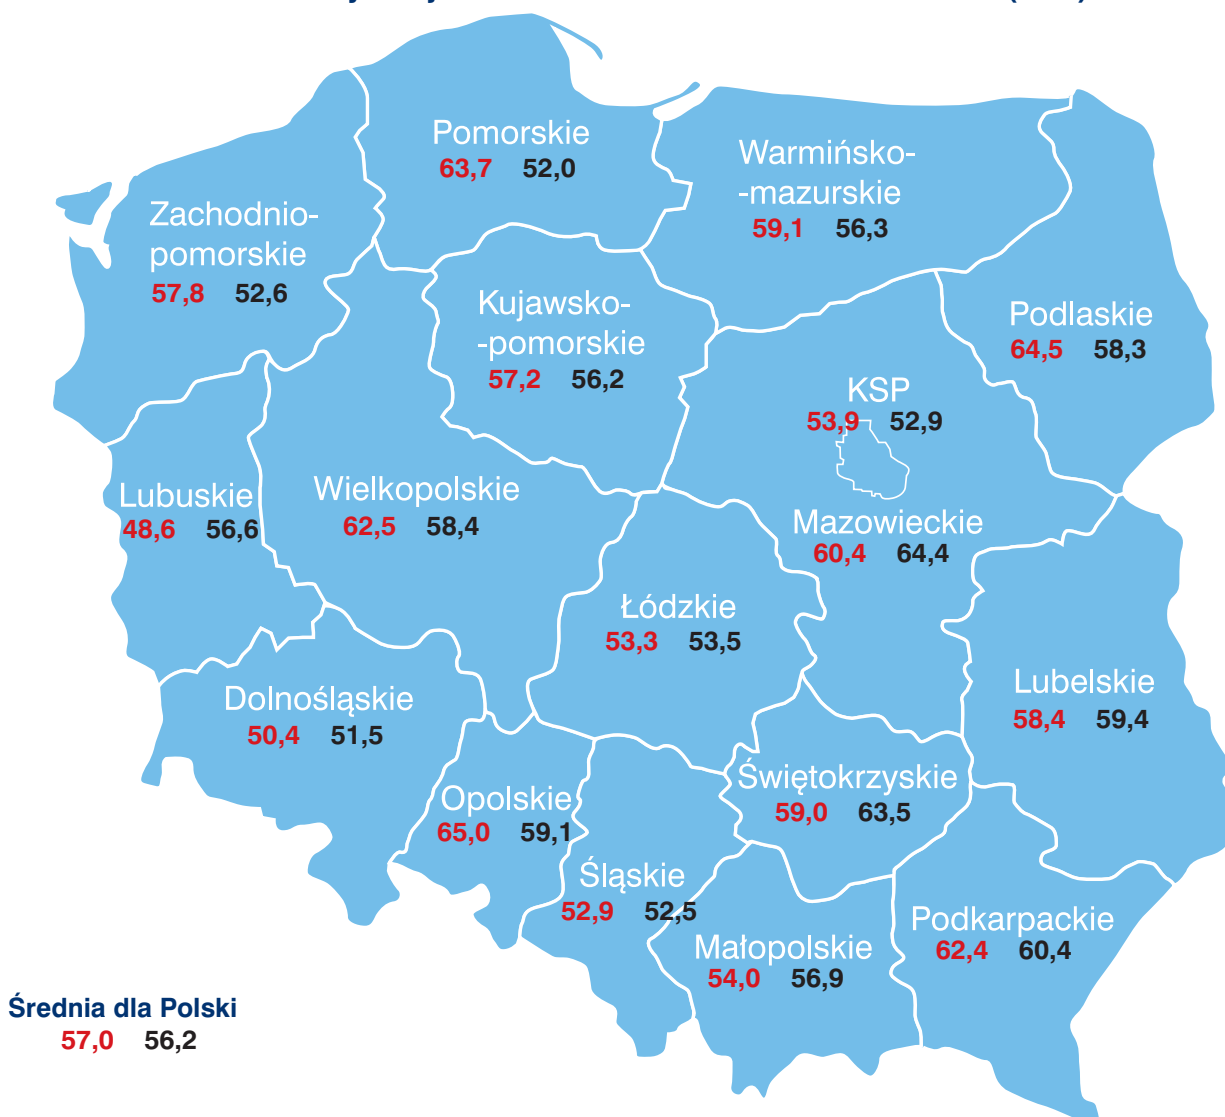 Pomorskie
63,7 52,0
Warmińsko-
-mazurskie
59,1 56,3
Zachodnio-
pomorskie
57,8 52,6
Kujawsko-
-pomorskie
57,2 56,2
Podlaskie
64,5 58,3
KSP
53,9 52,9
Lubuskie
48,6 56,6
Wielkopolskie
62,5 58,4
Mazowieckie
60,4 64,4
Łódzkie
53,3 53,5
Dolnośląskie
50,4 51,5
Lubelskie
58,4 59,4
Opolskie
65,0 59,1
Świętokrzyskie
59,0 63,5
Śląskie
52,9 52,5
Małopolskie
54,0 56,9
Podkarpackie
62,4 60,4
Średnia dla Polski
57,0 56,2